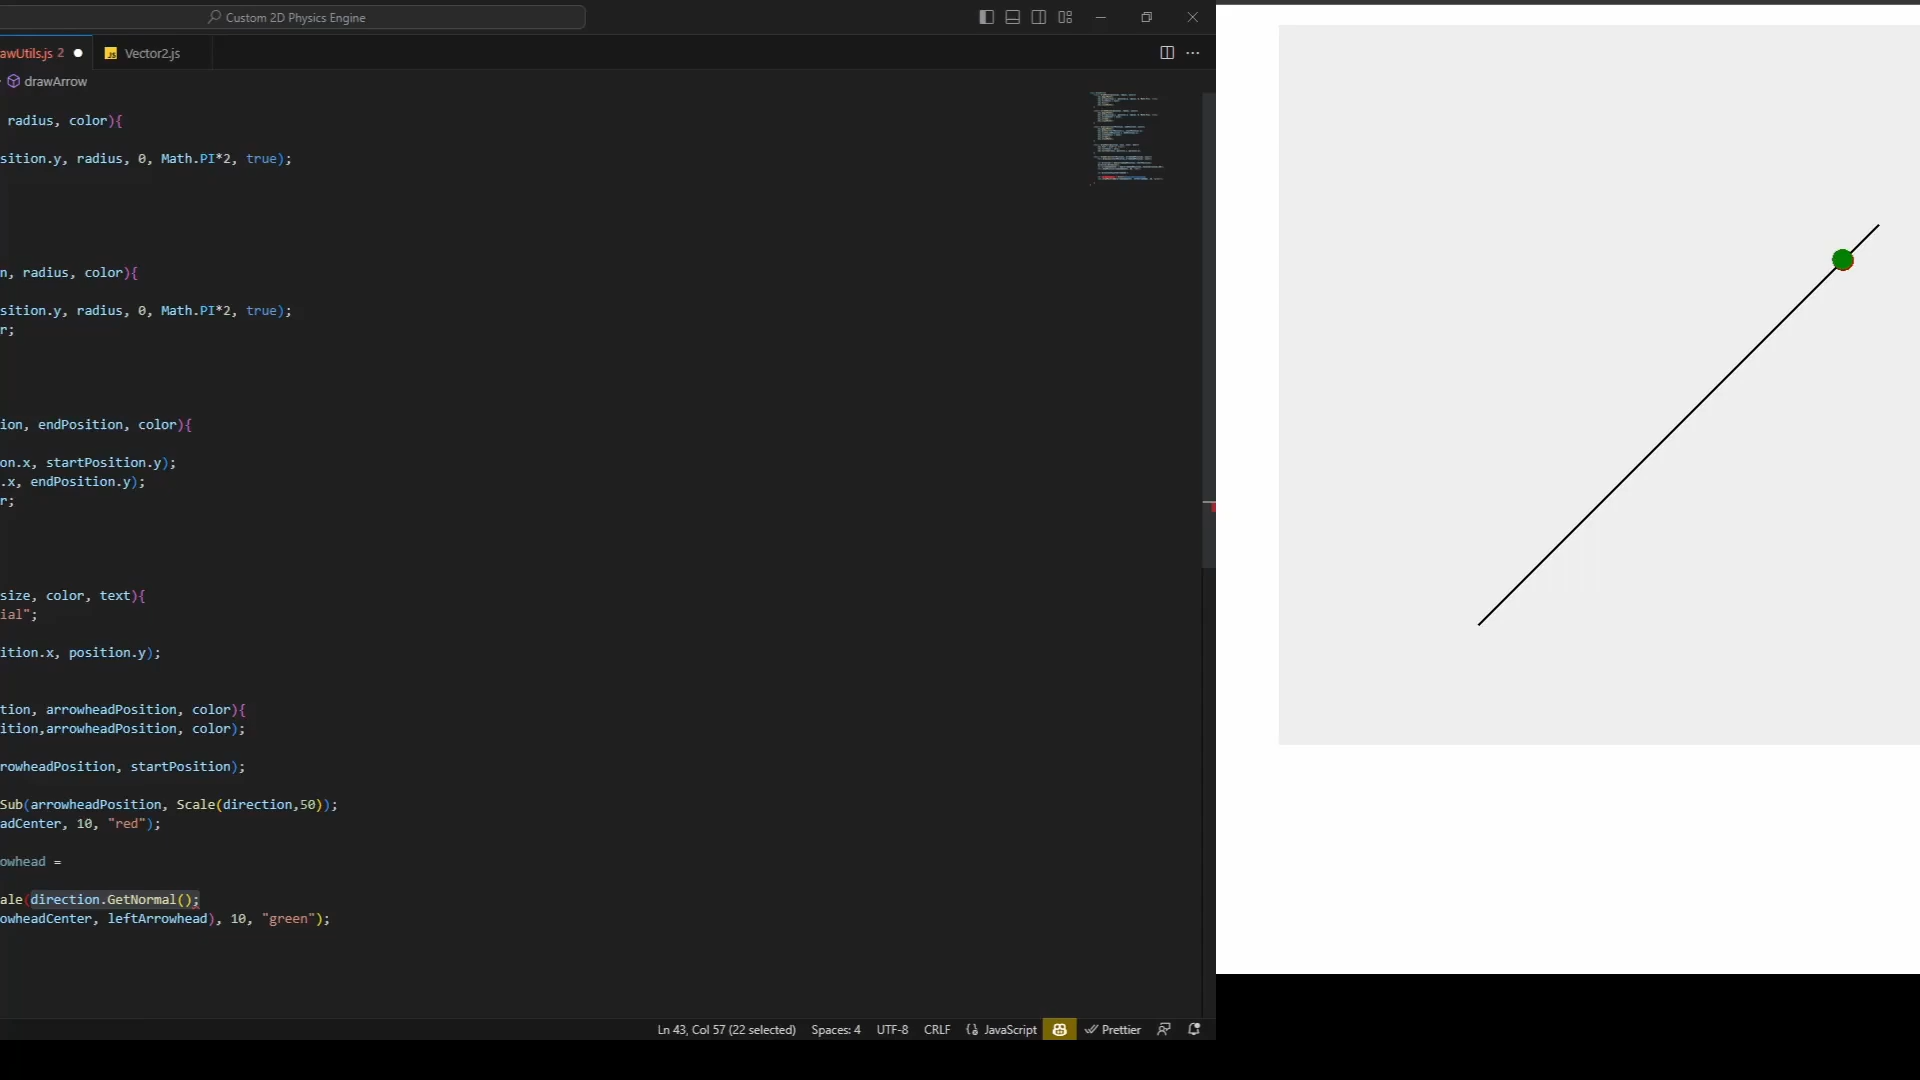 Custom 2D Physics Engine
awUtils.js 2
Vector2.js
drawArrow
radius, color){
sition.y, radius, 0, Math.PI*2, true);
n, radius, color){
sition.y, radius, 0, Math.PI*2, true);
r;
ion, endPosition, color){
on.x, startPosition.y);
.x, endPosition.y);
r;
size, color, text){
ial";
ition.x, position.y);
tion, arrowheadPosition, color){
ition,arrowheadPosition, color);
rowheadPosition, startPosition);
Sub(arrowheadPosition, Scale(direction,50));
adCenter, 10, "red");
owhead =
ale(direction.GetNormal();
owheadCenter, leftArrowhead), 10, "green");
Ln 43, Col 57 (22 selected) Spaces: 4 UTF-8 CRLF JavaScript Prettier